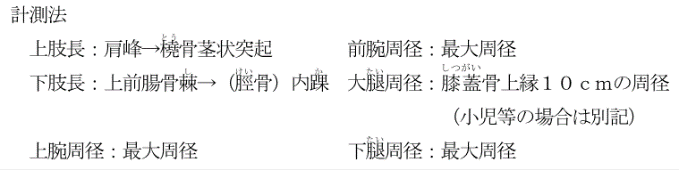 計測法
上肢長：肩峰→橈骨茎状突起　前腕周径：最大周径
下肢長：上前腸骨棘→（脛骨）内踝　大腿周径：膝蓋骨上縁１０ｃｍの周径
（小児等の場合は別記）
上腕周径：最大周径　下腿周径：最大周径